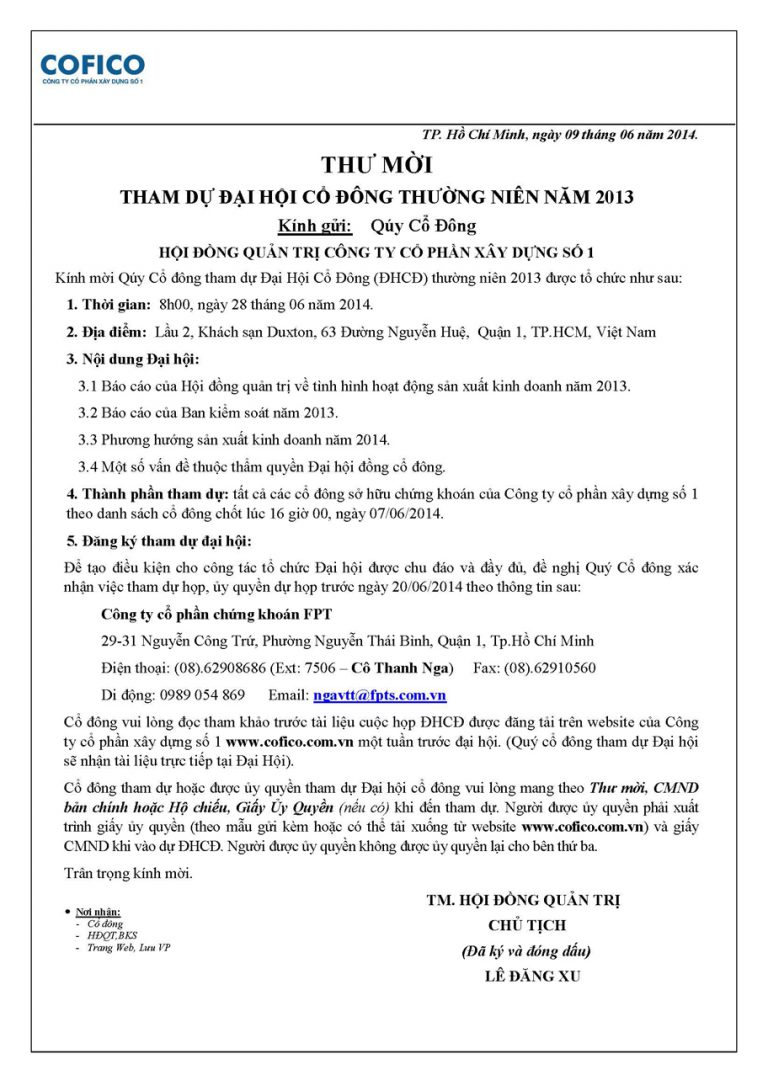 COFICO
CÔNG TY CỔ PHẦN XÂY DỰNG SỐ 1
TP. Hồ Chí Minh, ngày 09 tháng 06 năm 2014.
THƯ MỜI
THAM DỰ ĐẠI HỘI CỔ ĐÔNG THƯỜNG NIÊN NĂM 2013
Kính gửi: Qúy Cổ Đông
HỘI ĐỒNG QUẢN TRỊ CÔNG TY CỔ PHẦN XÂY DỰNG SỐ 1
Kính mời Qúy Cổ đông tham dự Đại Hội Cổ Đông (ĐHCĐ) thường niên 2013 được tổ chức như sau:
1. Thời gian: 8h00, ngày 28 tháng 06 năm 2014.
2. Địa điểm: Lầu 2, Khách sạn Duxton, 63 Đường Nguyễn Huệ, Quận 1, TP.HCM, Việt Nam
3. Nội dung Đại hội:
3.1 Báo cáo của Hội đồng quản trị về tình hình hoạt động sản xuất kinh doanh năm 2013.
3.2 Báo cáo của Ban kiểm soát năm 2013.
3.3 Phương hướng sản xuất kinh doanh năm 2014.
3.4 Một số vấn đề thuộc thẩm quyền Đại hội đồng cổ đông.
4. Thành phần tham dự: tất cả các cổ đông sở hữu chứng khoán của Công ty cổ phần xây dựng số 1
theo danh sách cổ đông chốt lúc 16 giờ 00, ngày 07/06/2014.
5. Đăng ký tham dự đại hội:
Để tạo điều kiện cho công tác tổ chức Đại hội được chu đáo và đầy đủ, đề nghị Quý Cổ đông xác
nhận việc tham dự họp, ủy quyền dự họp trước ngày 20/06/2014 theo thông tin sau:
Công ty cổ phần chứng khoán FPT
29-31 Nguyễn Công Trứ, Phường Nguyễn Thái Bình, Quận 1, Tp.Hồ Chí Minh
Điện thoại: (08).62908686 (Ext: 7506 – Cô Thanh Nga) Fax: (08).62910560
Di động: 0989 054 869 Email: ngavtt@fpts.com.vn
Cổ đông vui lòng đọc tham khảo trước tài liệu cuộc họp ĐHCĐ được đăng tải trên website của Công
ty cổ phần xây dựng số 1 www.cofico.com.vn một tuần trước đại hội. (Quý cổ đông tham dự Đại hội
sẽ nhận tài liệu trực tiếp tại Đại Hội).
Cổ đông tham dự hoặc được ủy quyền tham dự Đại hội cổ đông vui lòng mang theo Thư mời, CMND
bản chính hoặc Hộ chiếu, Giấy Ủy Quyền (nếu có) khi đến tham dự. Người được ủy quyền phải xuất
trình giấy ủy quyền (theo mẫu gửi kèm hoặc có thể tải xuống từ website www.cofico.com.vn) và giấy
CMND khi vào dự ĐHCĐ. Người được ủy quyền không được ủy quyền lại cho bên thứ ba.
Trân trọng kính mời.
TM. HỘI ĐỒNG QUẢN TRỊ
CHỦ TỊCH
(Đã ký và đóng dấu)
LÊ ĐĂNG XU
• Nơi nhận:
- Cổ đông
- HĐQT,BKS
- Trang Web, Lưu VP